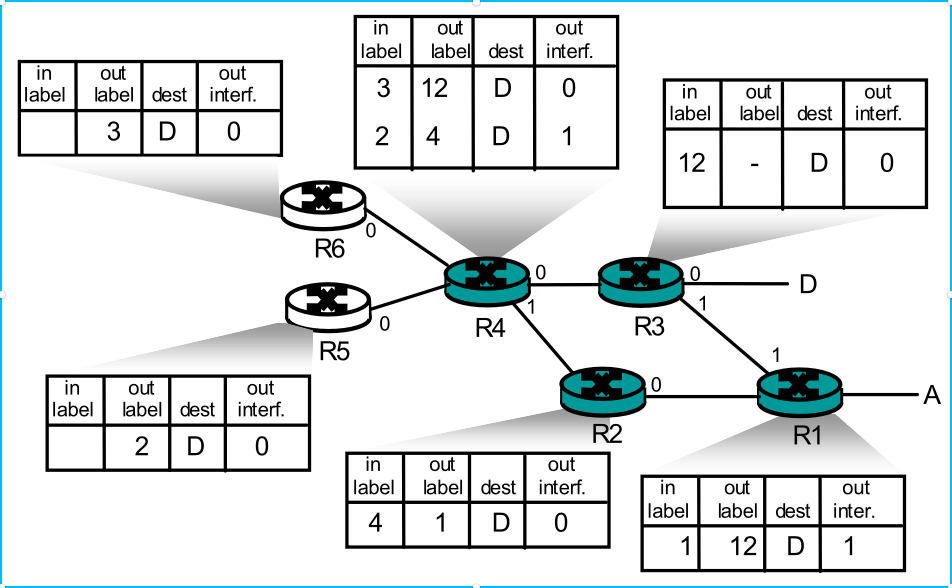 in out out
label label dest interf.
3 12 D 0
2 4 D 1
in out out
label label dest interf.
3 D 0
in out out
label label dest interf.
12 - D 0
R6
0
R5
0
R4
0
1
R3
0
1
D
R2
0
R1
1
A
in out out
label label dest interf.
2 D 0
in out out
label label dest interf.
4 1 D 0
in out out
label label dest inter.
1 12 D 1